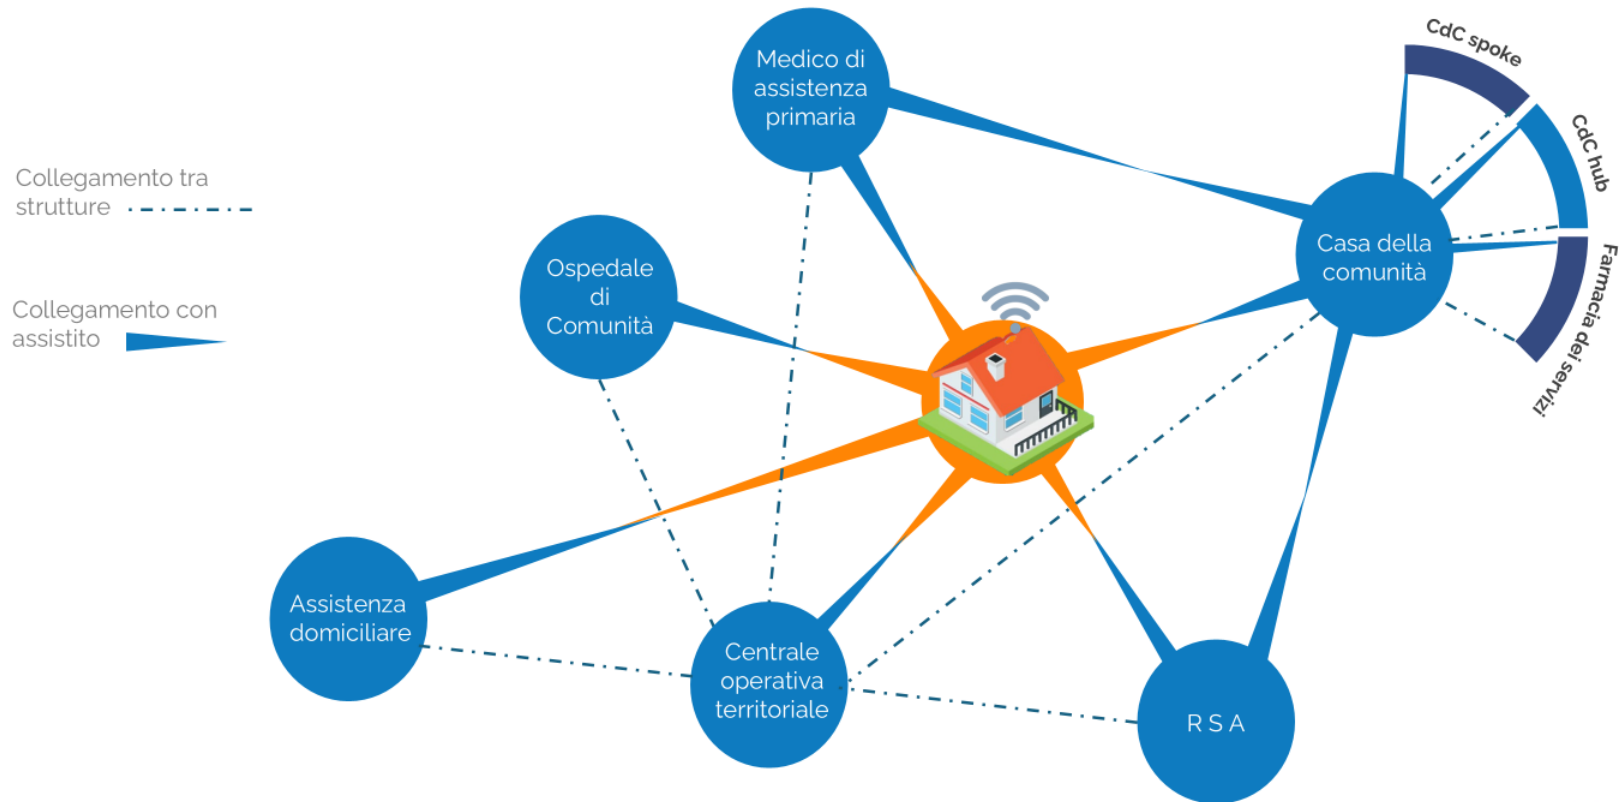 Collegamento tra
strutture
Collegamento con
assistito
Medico di
assistenza
primaria
Ospedale
di
Comunità
Assistenza
domiciliare
Centrale
operativa
territoriale
R S A
Casa della
comunità
CdC spoke
CdC hub
Farmacia dei servizi